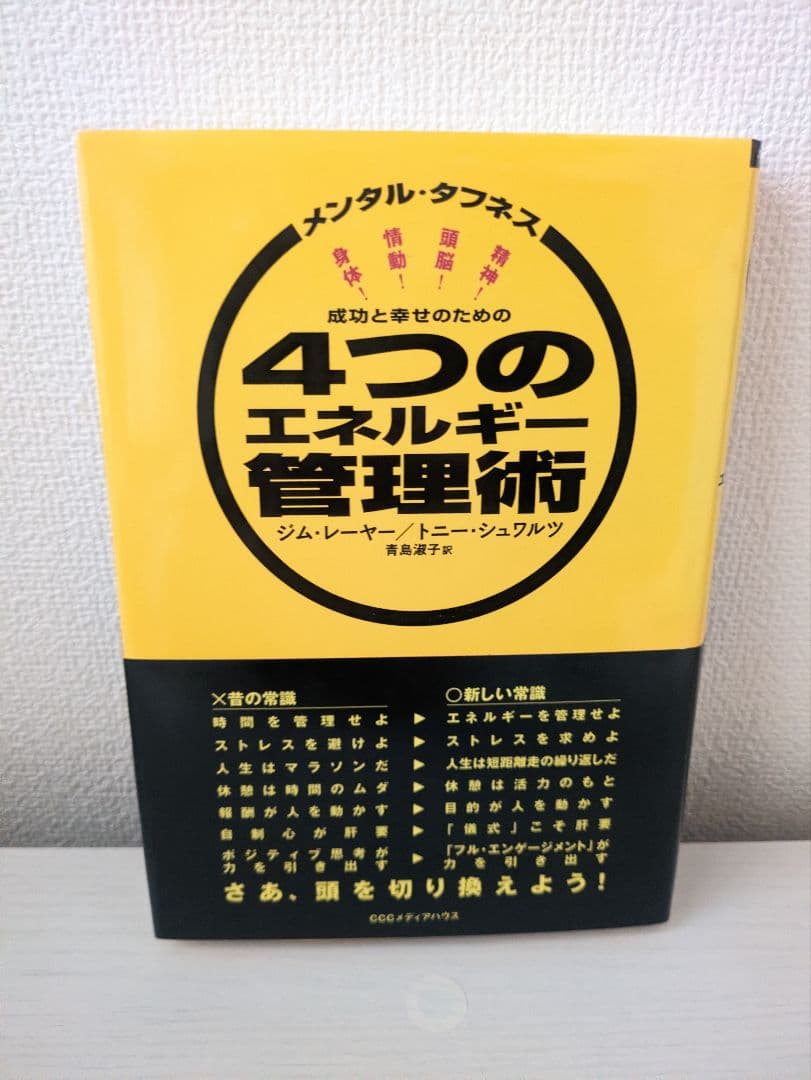 メンタル・タフネス
身体!
情動!
頭脳!
精神!
成功と幸せのための
4つの
エネルギー
管理術
ジム・レーヤー／トニー・シュワルツ
青島淑子 訳
×昔の常識
時間を管理せよ
ストレスを避けよ
人生はマラソンだ
休憩は時間のムダ
報酬が人を動かす
自制心が肝要
ポジティブ思考が
力を引き出す
○新しい常識
▶エネルギーを管理せよ
▶ストレスを求めよ
▶人生は短距離走の繰り返しだ
▶休憩は活力のもと
▶目的が人を動かす
▶「儀式」こそ肝要
▶「フル・エンゲージメント」が
力を引き出す
さあ、頭を切り換えよう!
CCCメディアハウス